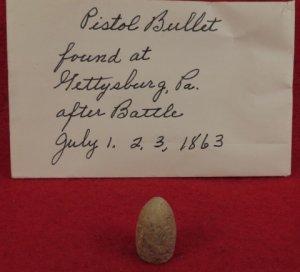 Pistol Bullet
found at
Gettysburg, Pa.
after Battle
July 1. 2. 3, 1863